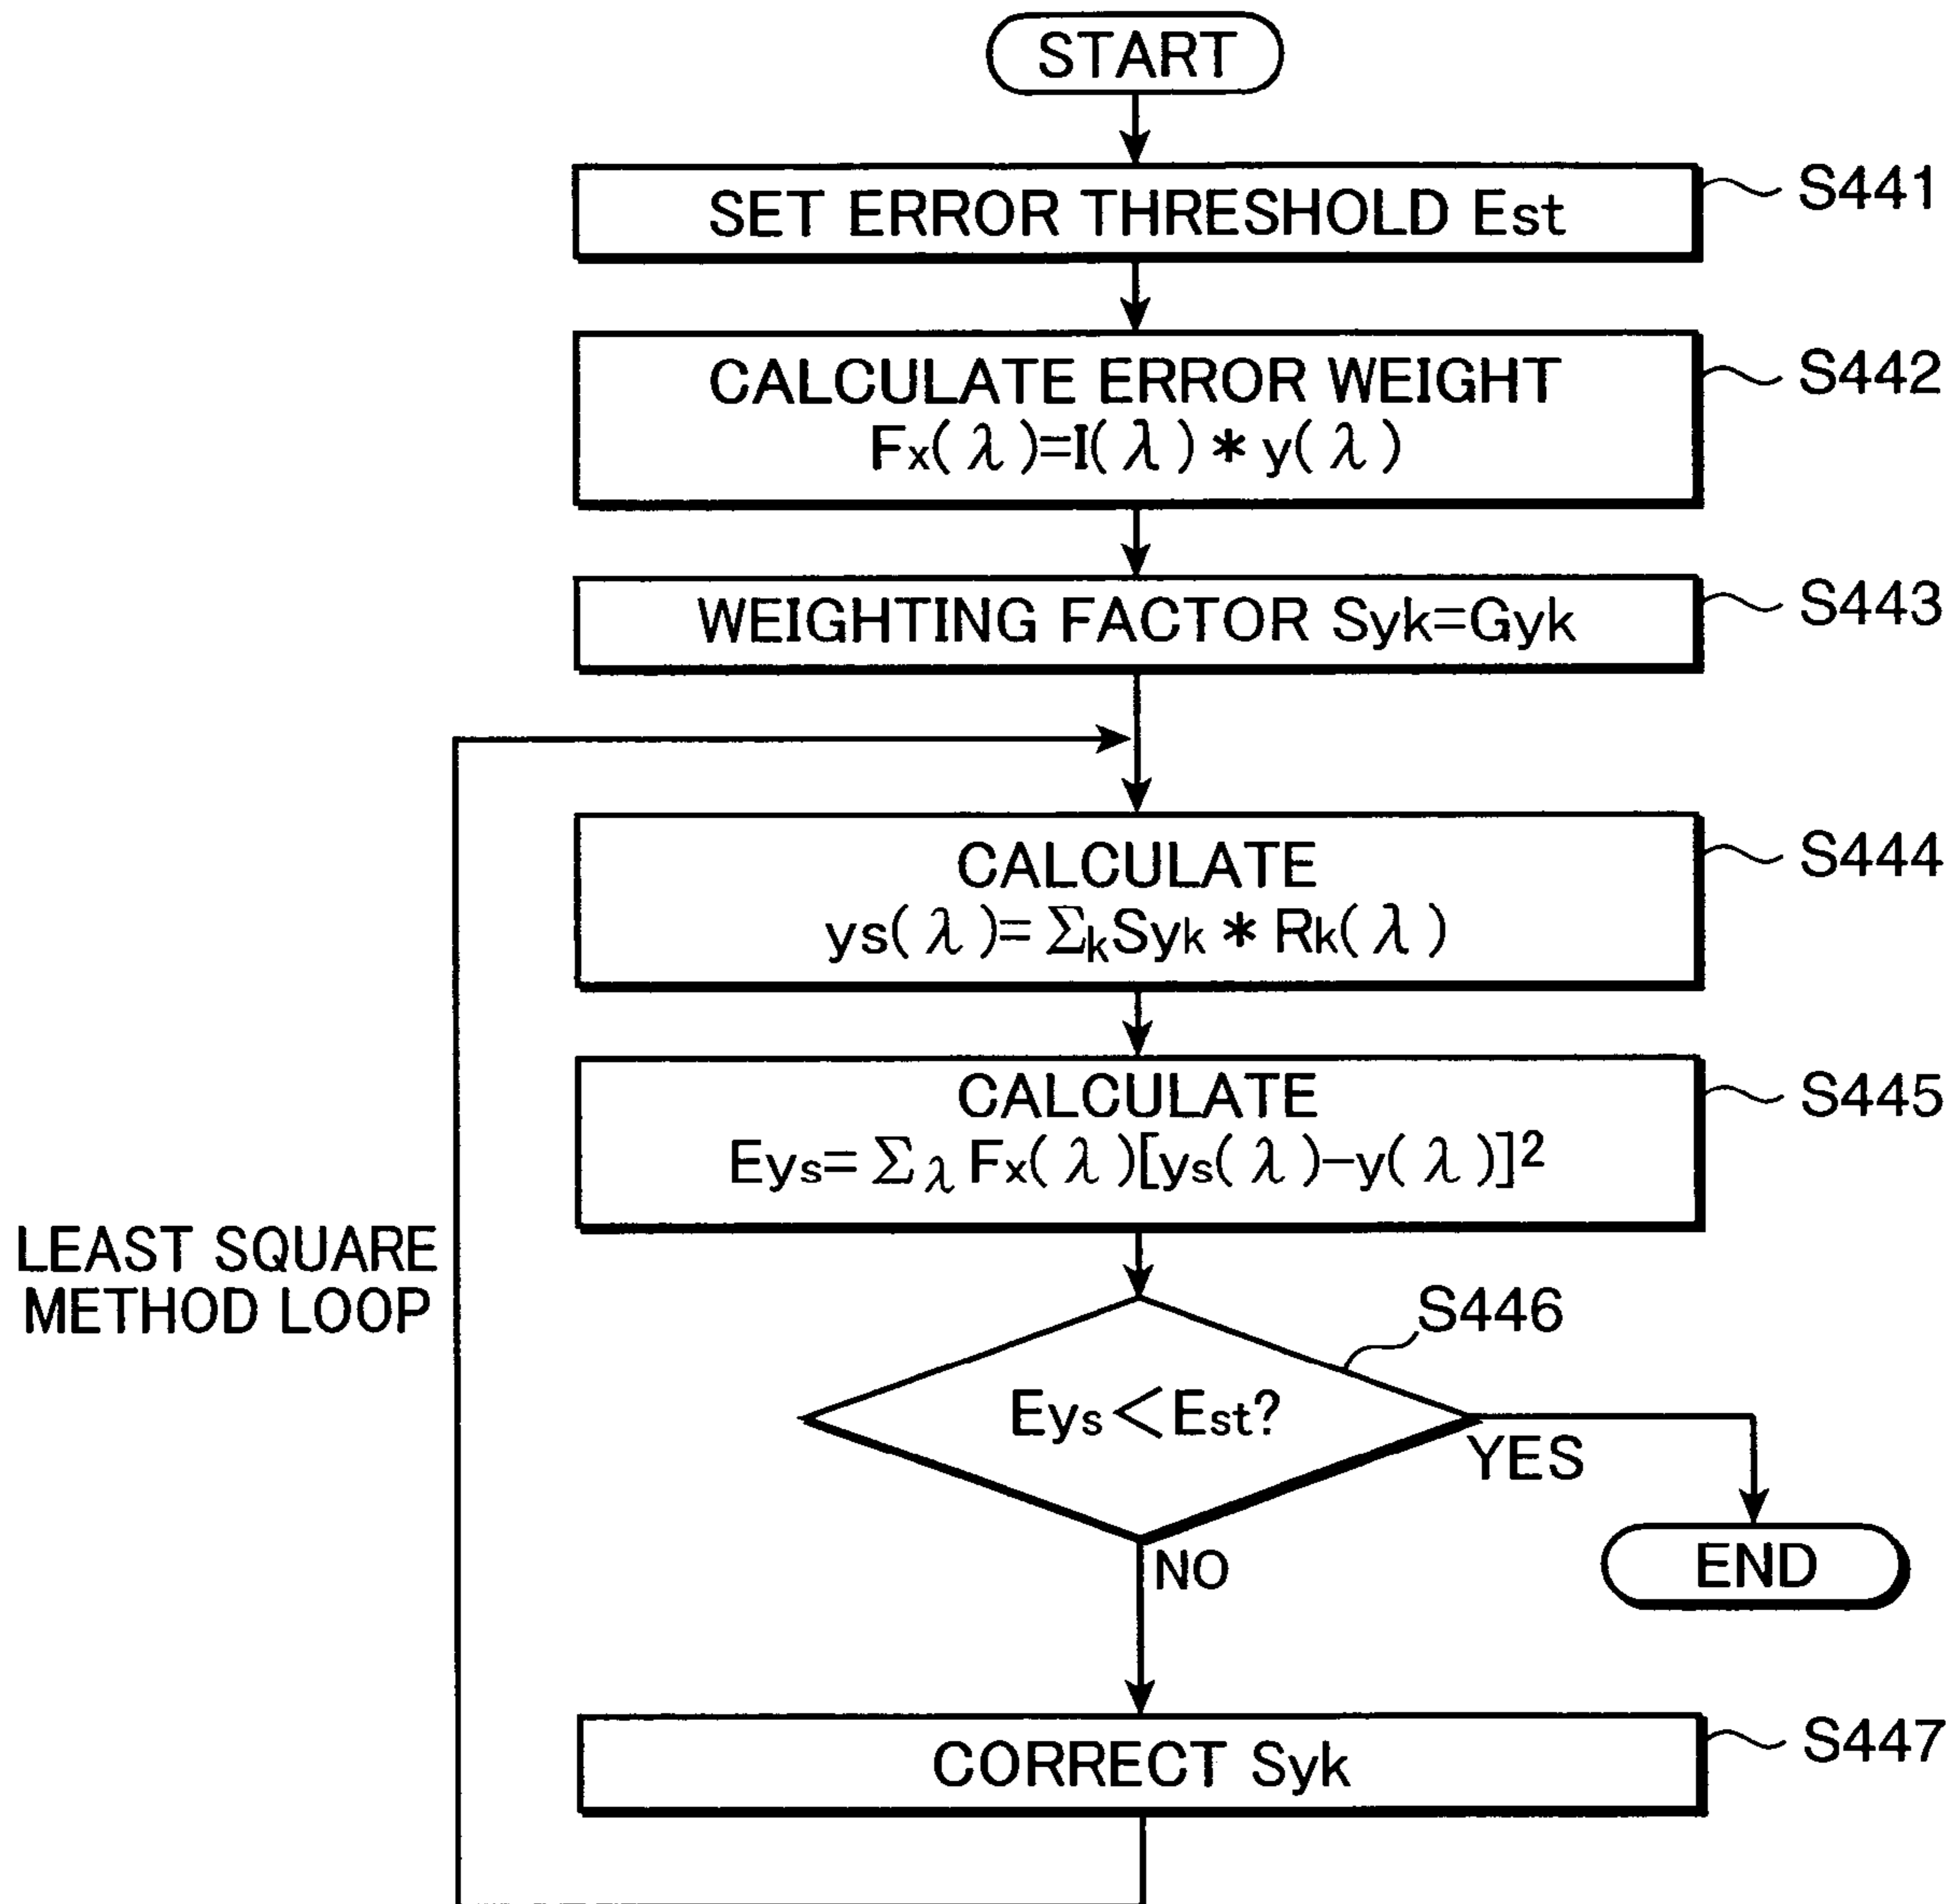 START
SET ERROR THRESHOLD Est
S441
CALCULATE ERROR WEIGHT
Fx(λ)=I(λ)*y(λ)
S442
WEIGHTING FACTOR Syk=Gyk
S443
CALCULATE
ys(λ)=ΣkSyk*Rk(λ)
S444
CALCULATE
Eys=ΣλFx(λ)[ys(λ)-y(λ)]²
S445
LEAST SQUARE
METHOD LOOP
S446
Eys<Est?
YES
END
NO
CORRECT Syk
S447